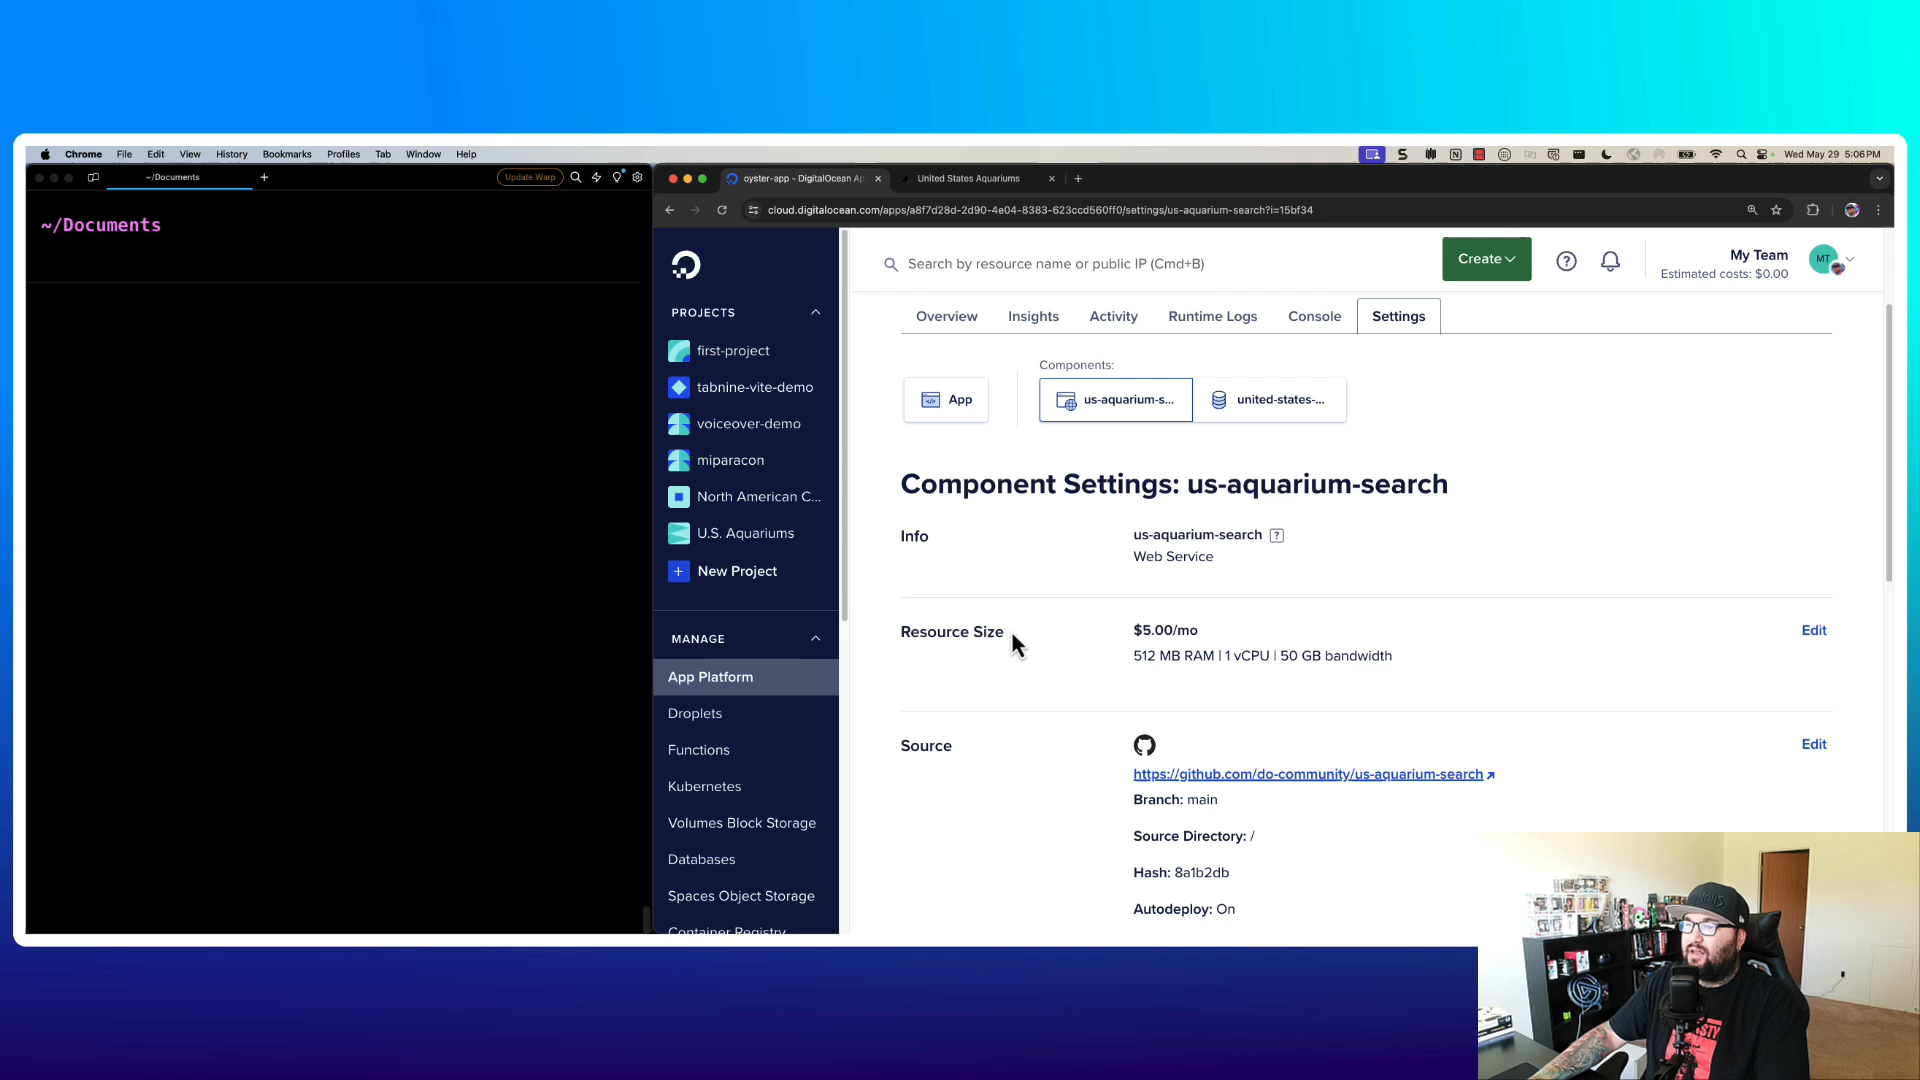 Chrome File Edit View History Bookmarks Profiles Tab Window Help
Wed May 29 5:06PM
~/Documents
Update Warp
oyster-app - DigitalOcean Ap
United States Aquariums
cloud.digitalocean.com/apps/a8f7d28d-2d90-4e04-8383-623ccd560ff0/settings/us-aquarium-search?i=15bf34
~/Documents
PROJECTS
first-project
tabnine-vite-demo
voiceover-demo
miparacon
North American C...
U.S. Aquariums
+ New Project
MANAGE
App Platform
Droplets
Functions
Kubernetes
Volumes Block Storage
Databases
Spaces Object Storage
Container Registry
Search by resource name or public IP (Cmd+B)
Create
?
My Team
Estimated costs: $0.00
MT
Overview Insights Activity Runtime Logs Console Settings
Components:
App
us-aquarium-s...
united-states-...
Component Settings: us-aquarium-search
Info
us-aquarium-search ?
Web Service
Resource Size
$5.00/mo
Edit
512 MB RAM | 1 vCPU | 50 GB bandwidth
Source
Edit
https://github.com/do-community/us-aquarium-search
Branch: main
Source Directory: /
Hash: 8a1b2db
Autodeploy: On